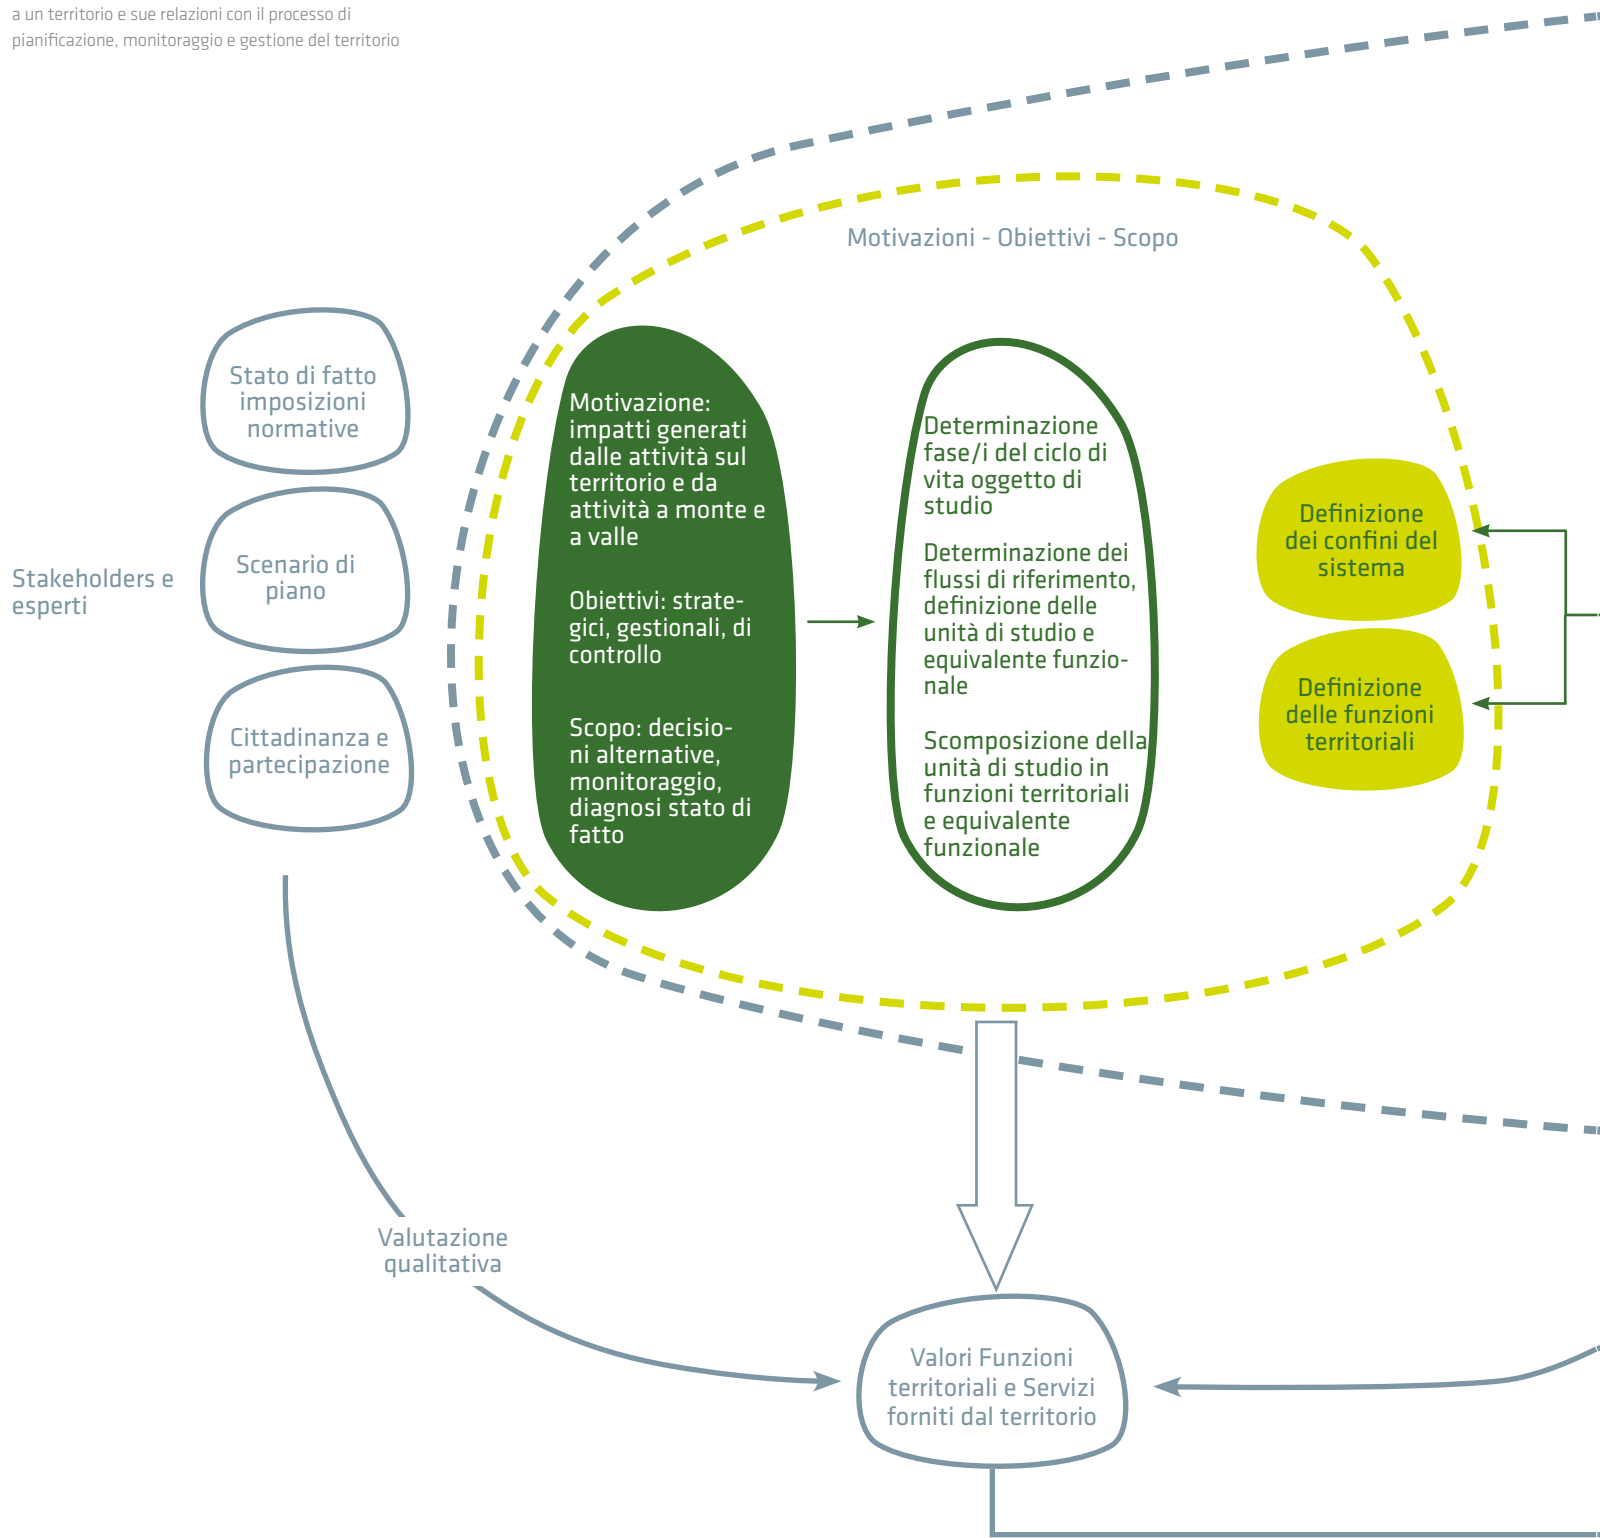 a un territorio e sue relazioni con il processo di
pianificazione, monitoraggio e gestione del territorio
Motivazioni - Obiettivi - Scopo
Stakeholders e
esperti
Stato di fatto
imposizioni
normative
Scenario di
piano
Cittadinanza e
partecipazione
Motivazione:
impatti generati
dalle attività sul
territorio e da
attività a monte e
a valle
Obiettivi: strate-
gici, gestionali, di
controllo
Scopo: decisio-
ni alternative,
monitoraggio,
diagnosi stato di
fatto
Determinazione
fase/i del ciclo di
vita oggetto di
studio
Determinazione dei
flussi di riferimento,
definizione delle
unità di studio e
equivalente funzio-
nale
Scomposizione della
unità di studio in
funzioni territoriali
e equivalente
funzionale
Definizione
dei confini del
sistema
Definizione
delle funzioni
territoriali
Valutazione
qualitativa
Valori Funzioni
territoriali e Servizi
forniti dal territorio